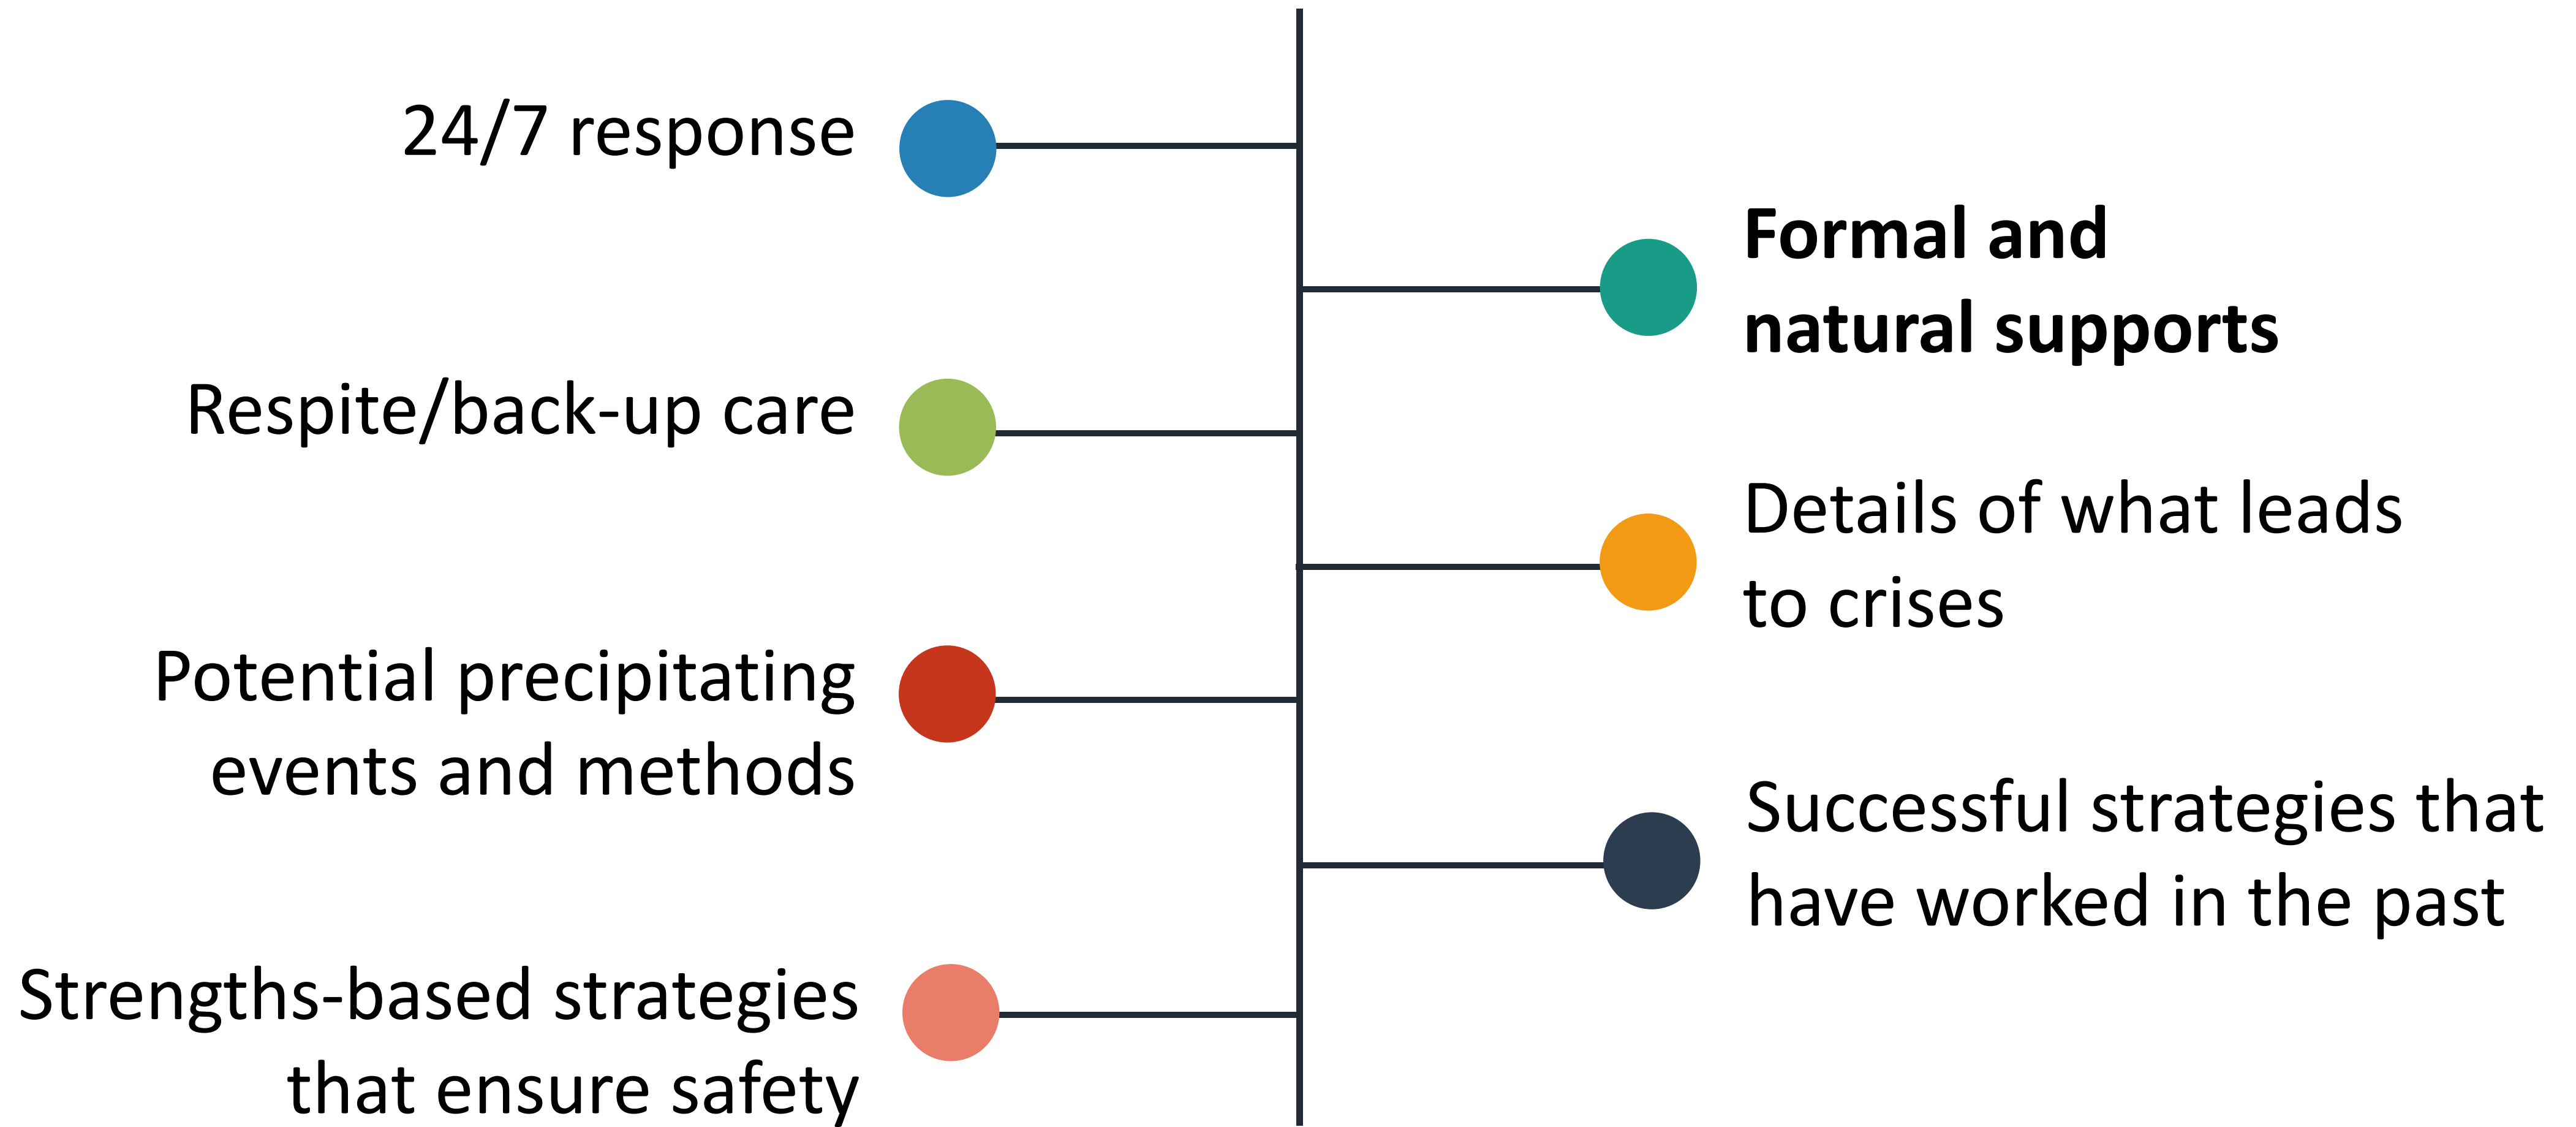 24/7 response
Formal and
natural supports
Respite/back-up care
Details of what leads
to crises
Potential precipitating
events and methods
Successful strategies that
have worked in the past
Strengths-based strategies
that ensure safety